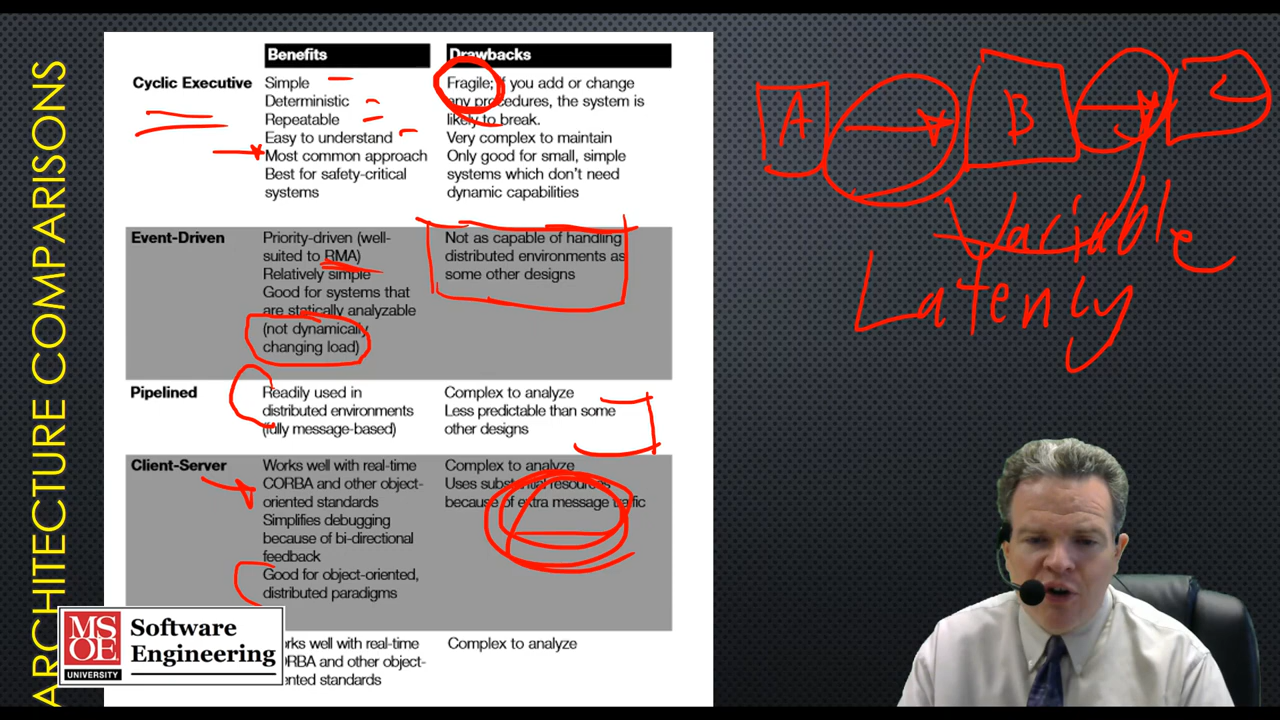 ARCHITECTURE COMPARISONS
Benefits
Drawbacks
Cyclic Executive
Simple
Deterministic
Repeatable
Easy to understand
Most common approach
Best for safety-critical
systems
Fragile; if you add or change
any procedures, the system is
likely to break.
Very complex to maintain
Only good for small, simple
systems which don't need
dynamic capabilities
Event-Driven
Priority-driven (well-
suited to RMA)
Relatively simple
Good for systems that
are statically analyzable
(not dynamically
changing load)
Not as capable of handling
distributed environments as
some other designs
Pipelined
Readily used in
distributed environments
(fully message-based)
Complex to analyze
Less predictable than some
other designs
Client-Server
Works well with real-time
CORBA and other object-
oriented standards
Simplifies debugging
because of bi-directional
feedback
Good for object-oriented,
distributed paradigms
Complex to analyze
Uses substantial resources
because of extra message traffic
orks well with real-time
ORBA and other object-
ented standards
Complex to analyze
A B C
Variable
Latency
MS
OE
UNIVERSITY
Software
Engineering